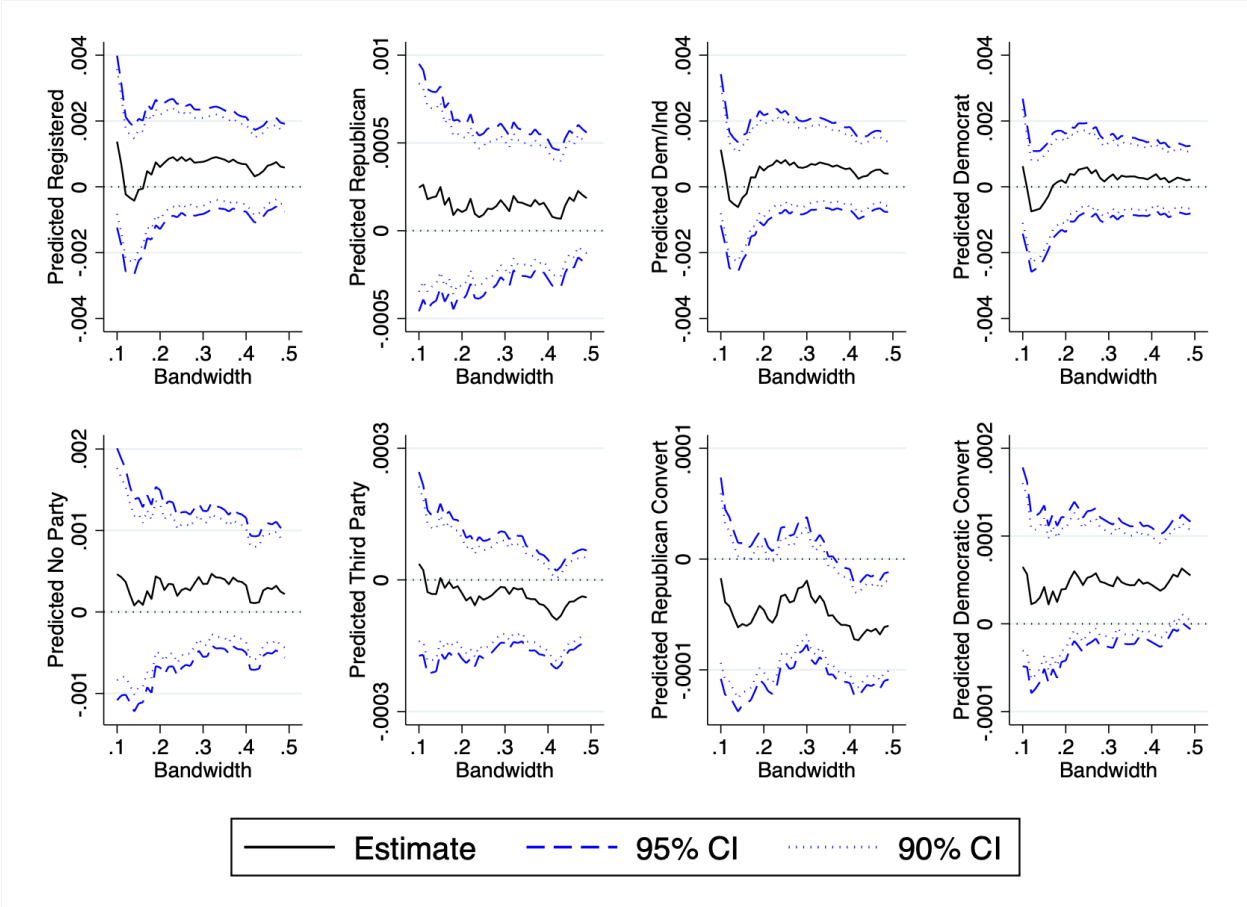 Predicted Registered
.004
.002
0
-.002
-.004
.1 .2 .3 .4 .5
Bandwidth
Predicted Republican
.001
.0005
0
-.0005
.1 .2 .3 .4 .5
Bandwidth
Predicted Dem/Ind
.004
.002
0
-.002
-.004
.1 .2 .3 .4 .5
Bandwidth
Predicted Democrat
.004
.002
0
-.002
-.004
.1 .2 .3 .4 .5
Bandwidth
Predicted No Party
.002
.001
0
-.001
.1 .2 .3 .4 .5
Bandwidth
Predicted Third Party
.0003
0
-.0003
.1 .2 .3 .4 .5
Bandwidth
Predicted Republican Convert
.0001
0
-.0001
.1 .2 .3 .4 .5
Bandwidth
Predicted Democratic Convert
.0002
.0001
0
-.0001
.1 .2 .3 .4 .5
Bandwidth
Estimate 95% CI 90% CI